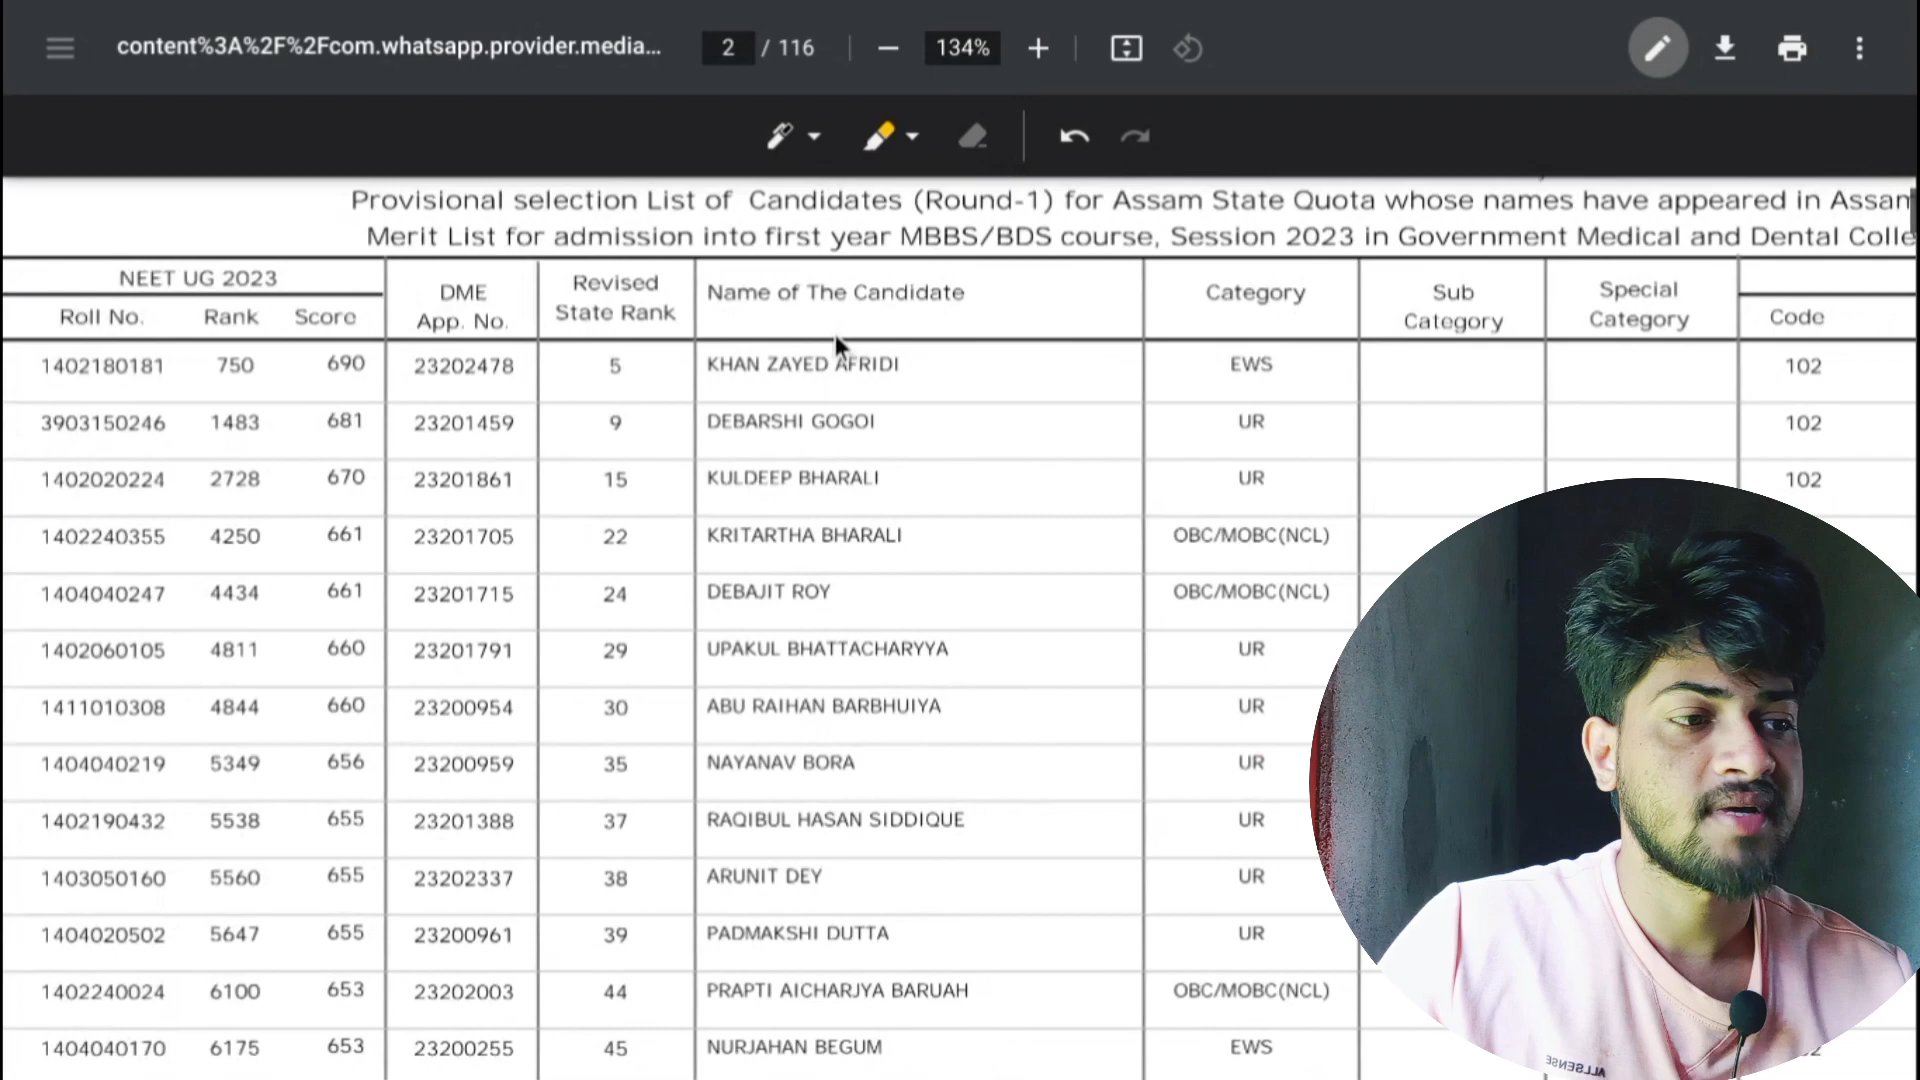 content%3A%2F%2Fcom.whatsapp.provider.media... 2 / 116 134%
Provisional selection List of Candidates (Round-1) for Assam State Quota whose names have appeared in Assam
Merit List for admission into first year MBBS/BDS course, Session 2023 in Government Medical and Dental Colle
NEET UG 2023 DME App. No. Revised State Rank Name of The Candidate Category Sub Category Special Category
Roll No. Rank Score Code
1402180181 750 690 23202478 5 KHAN ZAYED AFRIDI EWS 102
3903150246 1483 681 23201459 9 DEBARSHI GOGOI UR 102
1402020224 2728 670 23201861 15 KULDEEP BHARALI UR 102
1402240355 4250 661 23201705 22 KRITARTHA BHARALI OBC/MOBC(NCL)
1404040247 4434 661 23201715 24 DEBAJIT ROY OBC/MOBC(NCL)
1402060105 4811 660 23201791 29 UPAKUL BHATTACHARYYA UR
1411010308 4844 660 23200954 30 ABU RAIHAN BARBHUIYA UR
1404040219 5349 656 23200959 35 NAYANAV BORA UR
1402190432 5538 655 23201388 37 RAQIBUL HASAN SIDDIQUE UR
1403050160 5560 655 23202337 38 ARUNIT DEY UR
1404020502 5647 655 23200961 39 PADMAKSHI DUTTA UR
1402240024 6100 653 23202003 44 PRAPTI AICHARJYA BARUAH OBC/MOBC(NCL)
1404040170 6175 653 23200255 45 NURJAHAN BEGUM EWS
ALLSENSE